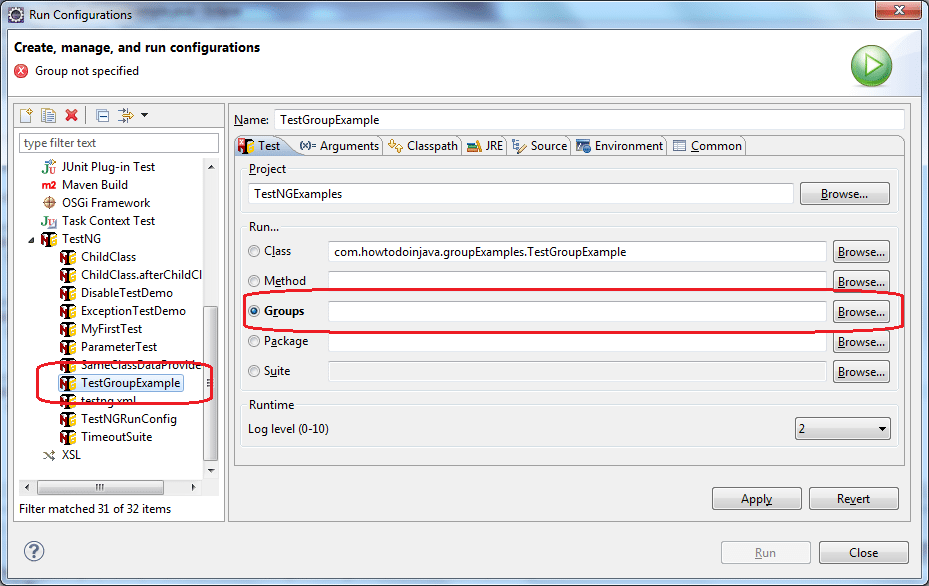 Run Configurations
Create, manage, and run configurations
Group not specified
type filter text
JUnit Plug-in Test
Maven Build
OSGi Framework
Task Context Test
TestNG
ChildClass
ChildClass.afterChildCl
DisableTestDemo
ExceptionTestDemo
MyFirstTest
ParameterTest
SameClassDataProvide
TestGroupExample
testng.xml
TestNGRunConfig
TimeoutSuite
XSL
Filter matched 31 of 32 items
Name: TestGroupExample
Test (x)= Arguments Classpath JRE Source Environment Common
Project
TestNGExamples Browse...
Run...
Class com.howtodoinjava.groupExamples.TestGroupExample Browse...
Method Browse...
Groups Browse...
Package Browse...
Suite Browse...
Runtime
Log level (0-10) 2
Apply Revert
Run Close